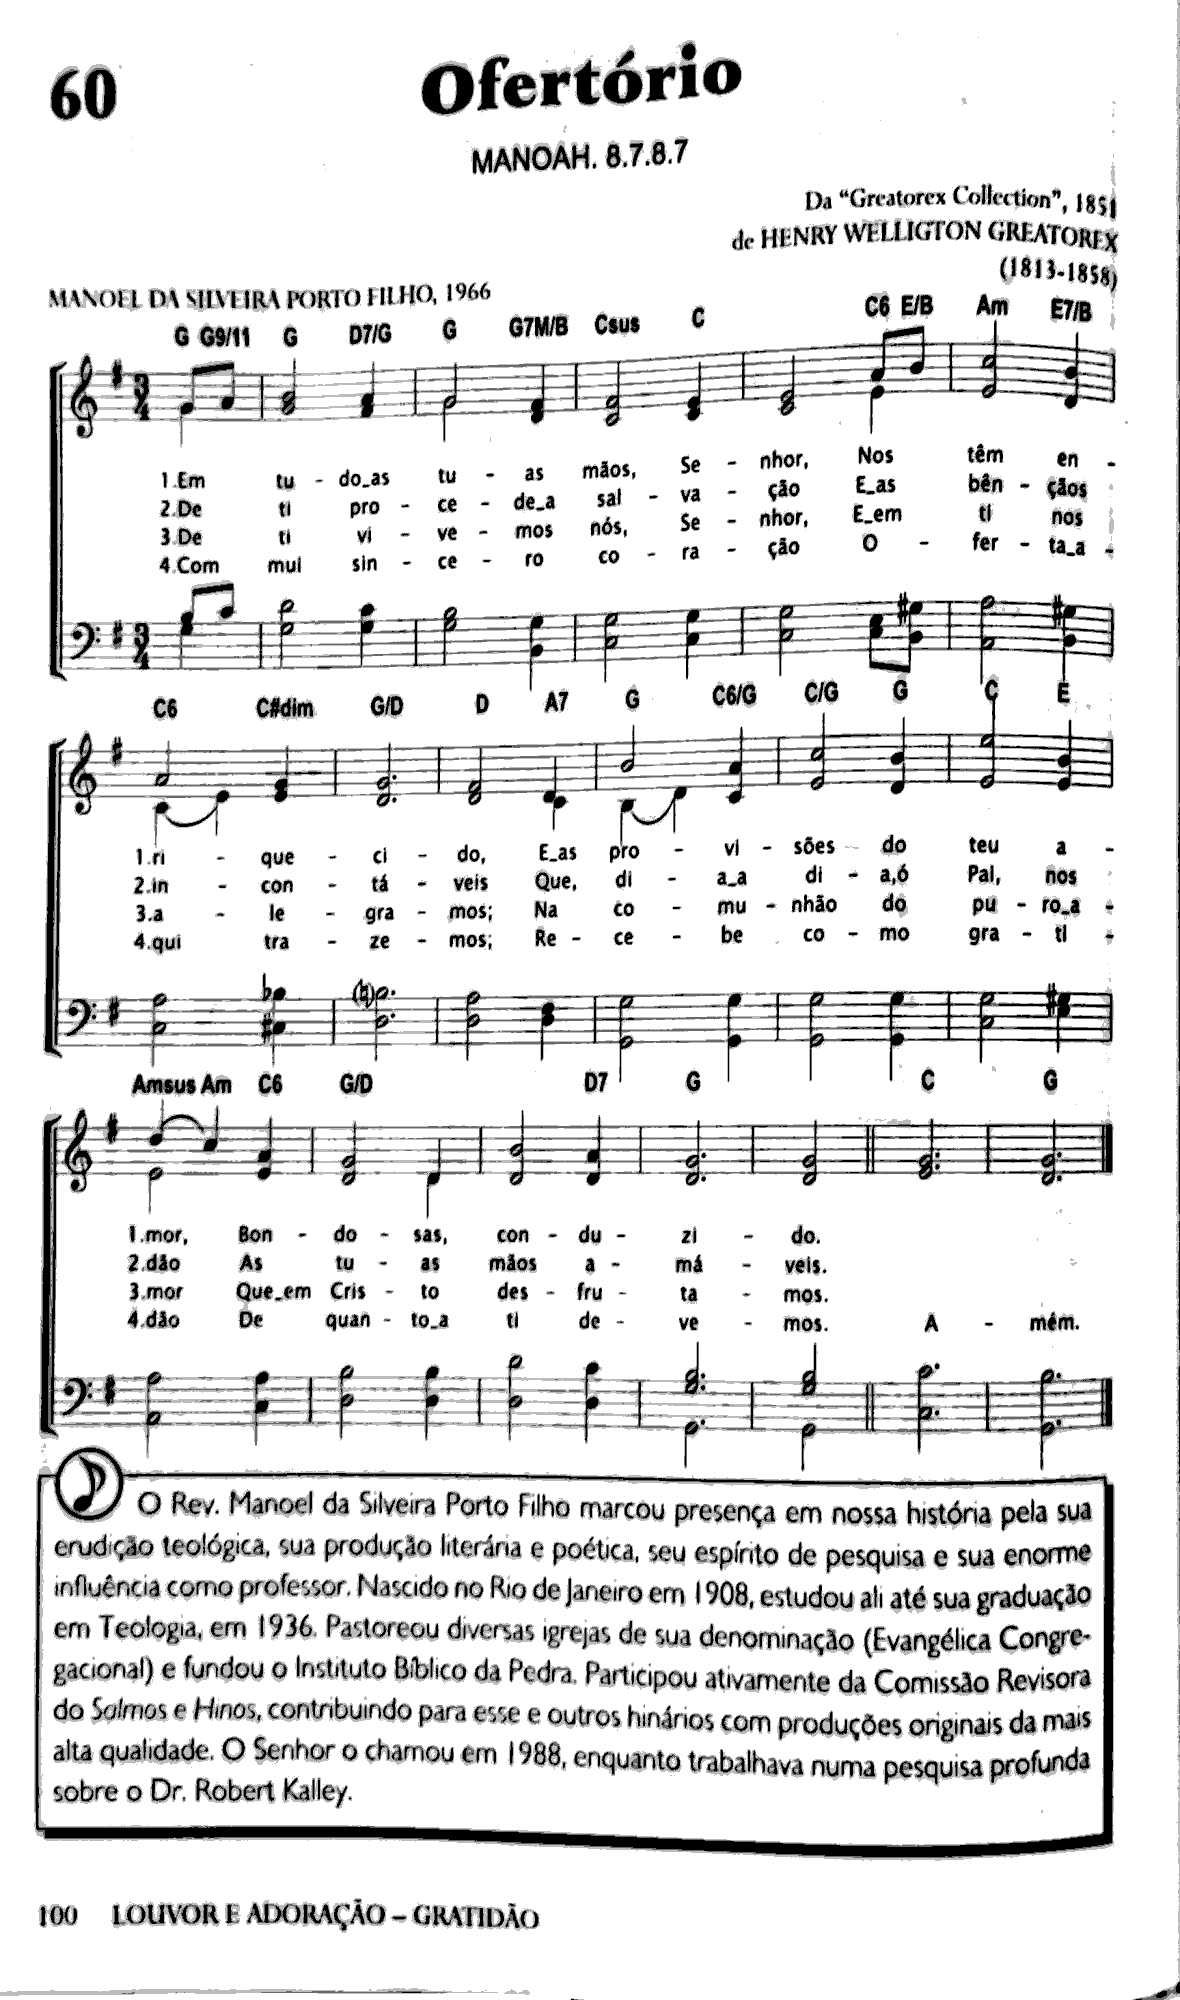 60
Ofertório
MANOAH. 8.7.8.7
Da “Greatorex Collection”, 1851
de HENRY WELLIGTON GREATOREX
(1813-1858)
MANOEL DA SILVEIRA PORTO FILHO, 1966
G G9/11 G D7/G G G7M/B Csus C C6 E/B Am E7/B
1.Em tu - do_as tu - as mãos, Se - nhor, Nos têm en -
2.De ti pro - ce - de_a sal - va - ção E_as bên - çãos
3.De ti vi - ve - mos nós, Se - nhor, E_em ti nos
4.Com mui sin - ce - ro co - ra - ção O - fer - ta_a -
C6 C#dim G/D D A7 G C6/G C/G G C E
1.ri - que - ci - do, E_as pro - vi - sões do teu a -
2.in - con - tá - veis Que, di - a_a di - a,ó Pai, nos
3.a - le - gra - mos; Na co - mu - nhão do pu - ro_a -
4.qui tra - ze - mos; Re - ce - be co - mo gra - ti -
Amsus Am C6 G/D D7 G C G
1.mor, Bon - do - sas, con - du - zi - do.
2.dão As tu - as mãos a - má - veis.
3.mor Que_em Cris - to des - fru - ta - mos.
4.dão De quan - to_a ti de - ve - mos. A - mém.
O Rev. Manoel da Silveira Porto Filho marcou presença em nossa história pela sua
erudição teológica, sua produção literária e poética, seu espírito de pesquisa e sua enorme
influência como professor. Nascido no Rio de Janeiro em 1908, estudou ali até sua graduação
em Teologia, em 1936. Pastoreou diversas igrejas de sua denominação (Evangélica Congre-
gacional) e fundou o Instituto Bíblico da Pedra. Participou ativamente da Comissão Revisora
do Salmos e Hinos, contribuindo para esse e outros hinários com produções originais da mais
alta qualidade. O Senhor o chamou em 1988, enquanto trabalhava numa pesquisa profunda
sobre o Dr. Robert Kalley.
100 LOUVOR E ADORAÇÃO – GRATIDÃO